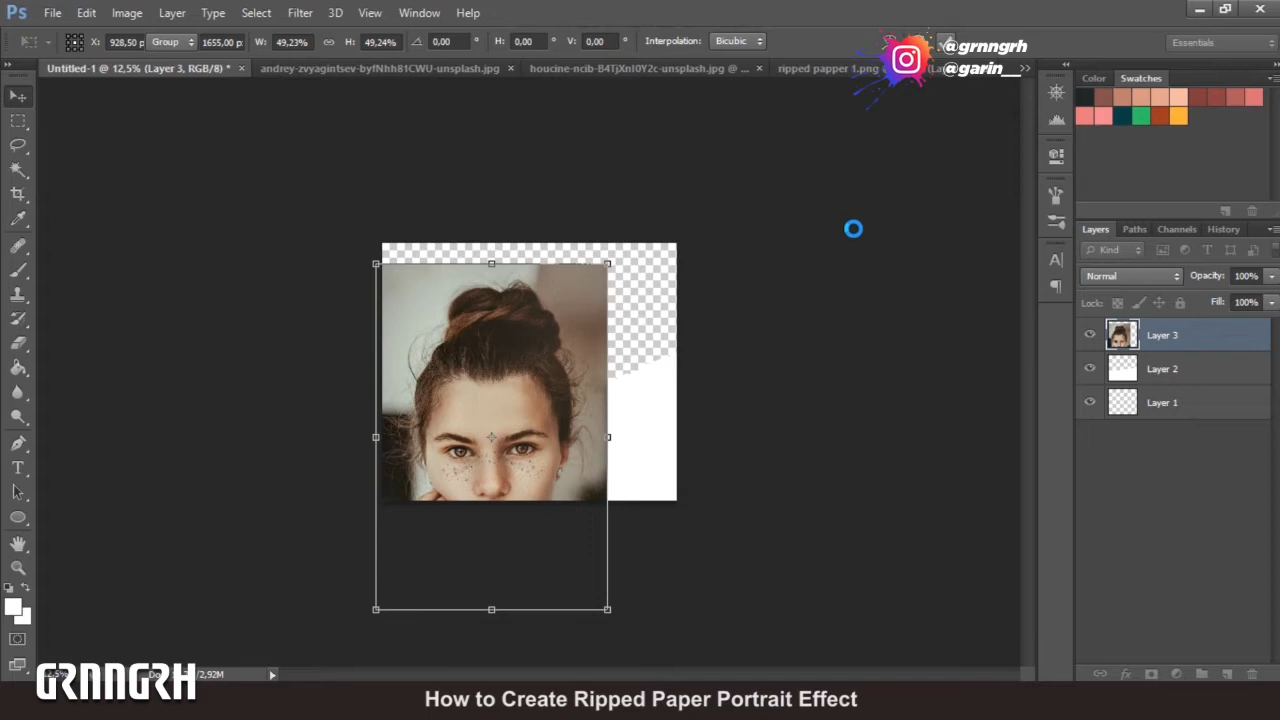 Ps File Edit Image Layer Type Select Filter 3D View Window Help
X: 928,50 p Group 1655,00 p: W: 49,23% H: 49,24% 0,00 ° H: 0,00 ° V: 0,00 ° Interpolation: Bicubic Essentials
@grnngrh
@garin__
Untitled-1 @ 12,5% (Layer 3, RGB/8) * × andrey-zvyagintsev-byfNhh81CWU-unsplash.jpg × houcine-ncib-B4TjXnI0Y2c-unsplash.jpg @ ... × ripped papper 1.png
Color Swatches
Layers Paths Channels History
Kind
Normal Opacity: 100%
Lock: Fill: 100%
Layer 3
Layer 2
Layer 1
GRNNGRH
How to Create Ripped Paper Portrait Effect